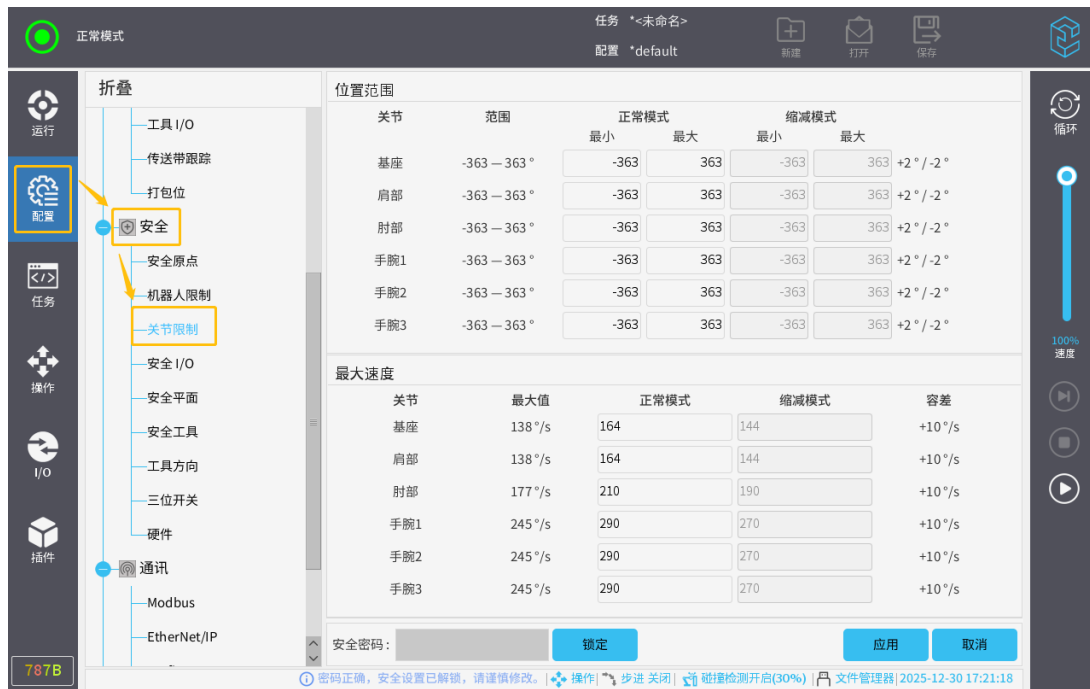 正常模式
任务 *<未命名>
配置 *default
新建
打开
保存
运行
配置
任务
操作
I/O
插件
787B
折叠
工具 I/O
传送带跟踪
打包位
安全
安全原点
机器人限制
关节限制
安全 I/O
安全平面
安全工具
工具方向
三位开关
硬件
通讯
Modbus
EtherNet/IP
位置范围
关节 范围 正常模式 缩减模式
最小 最大 最小 最大
基座 -363 — 363 ° -363 363 -363 363 +2 ° / -2 °
肩部 -363 — 363 ° -363 363 -363 363 +2 ° / -2 °
肘部 -363 — 363 ° -363 363 -363 363 +2 ° / -2 °
手腕1 -363 — 363 ° -363 363 -363 363 +2 ° / -2 °
手腕2 -363 — 363 ° -363 363 -363 363 +2 ° / -2 °
手腕3 -363 — 363 ° -363 363 -363 363 +2 ° / -2 °
最大速度
关节 最大值 正常模式 缩减模式 容差
基座 138 °/s 164 144 +10 °/s
肩部 138 °/s 164 144 +10 °/s
肘部 177 °/s 210 190 +10 °/s
手腕1 245 °/s 290 270 +10 °/s
手腕2 245 °/s 290 270 +10 °/s
手腕3 245 °/s 290 270 +10 °/s
安全密码: 锁定 应用 取消
密码正确，安全设置已解锁，请谨慎修改。 | 操作| 步进 关闭| 碰撞检测开启(30%) | 文件管理器| 2025-12-30 17:21:18
循环
100%
速度